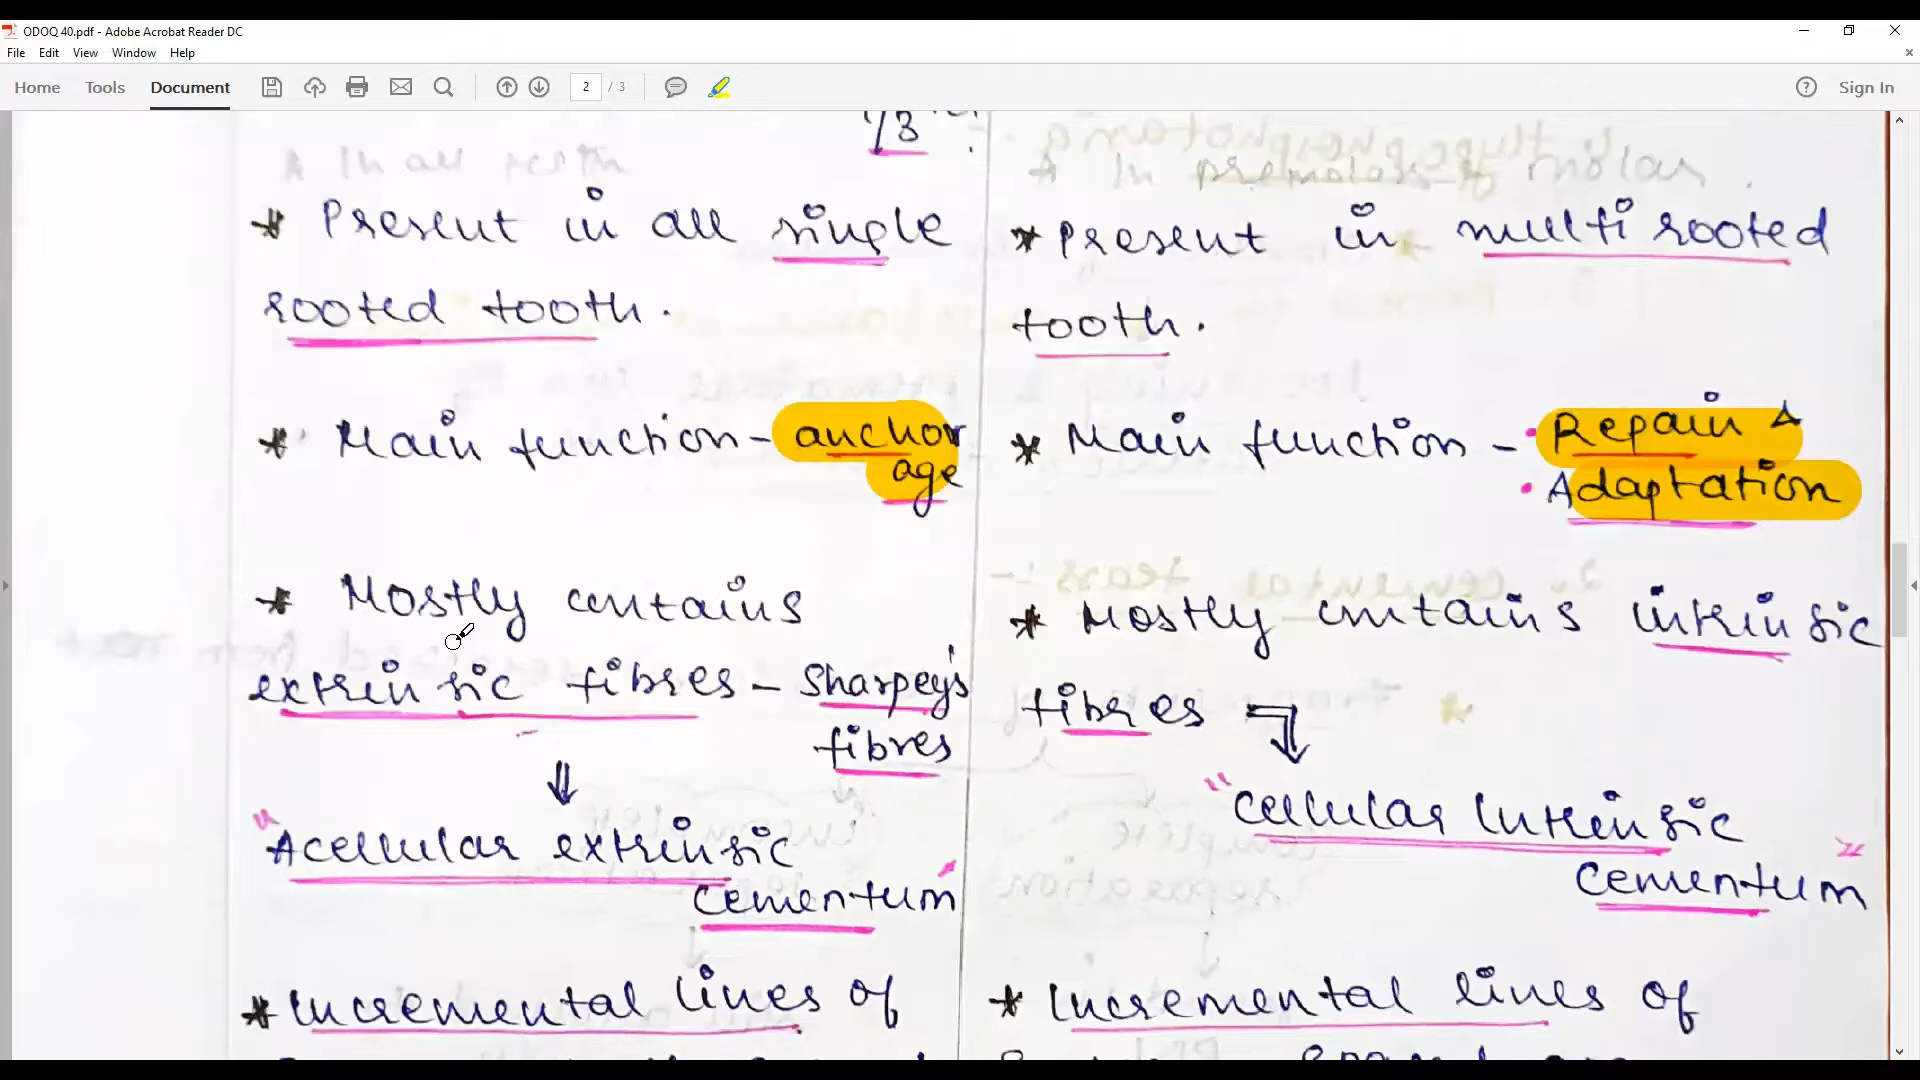 ODOQ 40.pdf - Adobe Acrobat Reader DC
File Edit View Window Help
Home Tools Document 2 / 3 Sign In
1/3
* Present in all single
rooted tooth.
* Main function - anchor
age
* Mostly contains
extrinsic fibres - Sharpey's
fibres
"Acellular extrinsic
cementum"
* Incremental lines of
* Present in multi rooted
tooth.
* Main function - • Repair &
• Adaptation
* Mostly contains intrinsic
fibres
"Cellular Intrinsic
Cementum"
* Incremental lines of